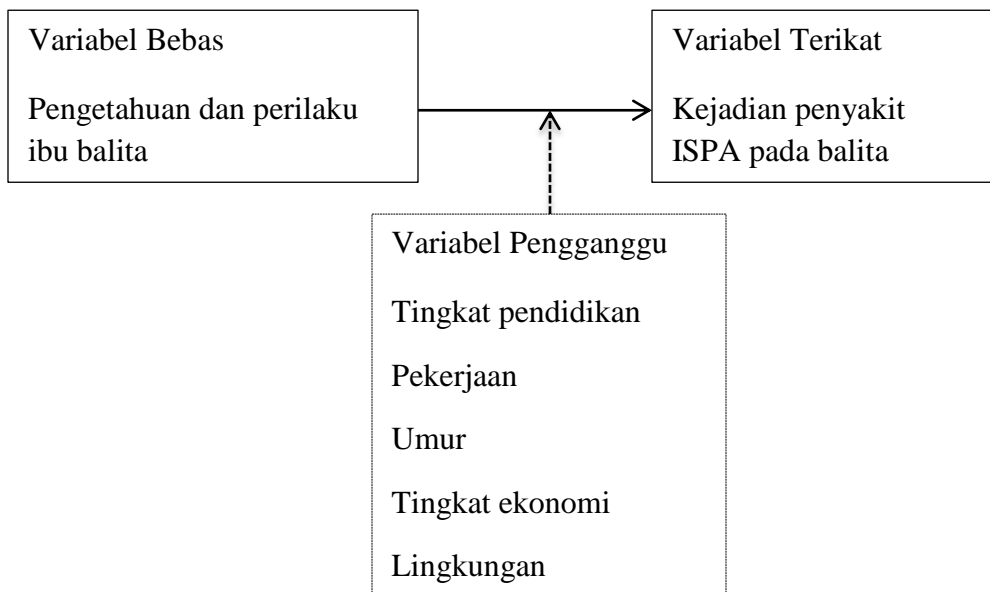 Variabel Bebas
Pengetahuan dan perilaku
ibu balita
Variabel Terikat
Kejadian penyakit
ISPA pada balita
Variabel Pengganggu
Tingkat pendidikan
Pekerjaan
Umur
Tingkat ekonomi
Lingkungan